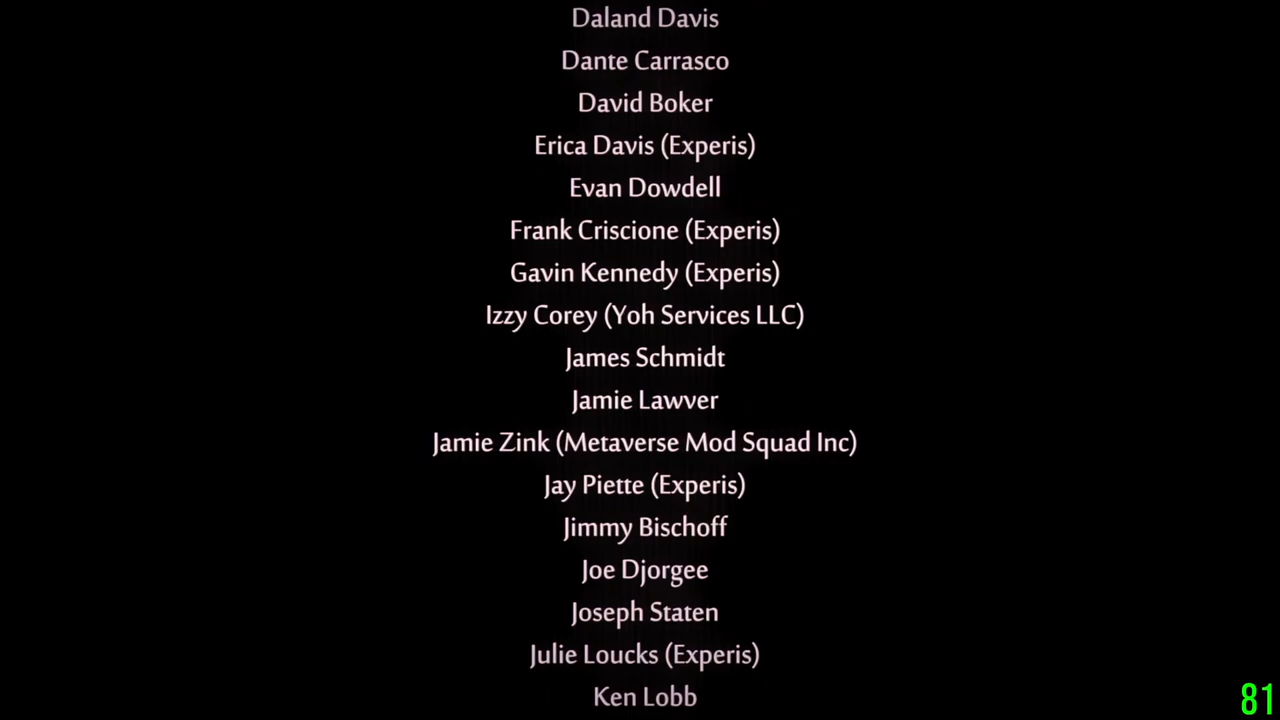 Daland Davis
Dante Carrasco
David Boker
Erica Davis (Experis)
Evan Dowdell
Frank Criscione (Experis)
Gavin Kennedy (Experis)
Izzy Corey (Yoh Services LLC)
James Schmidt
Jamie Lawver
Jamie Zink (Metaverse Mod Squad Inc)
Jay Piette (Experis)
Jimmy Bischoff
Joe Djorgee
Joseph Staten
Julie Loucks (Experis)
Ken Lobb
81